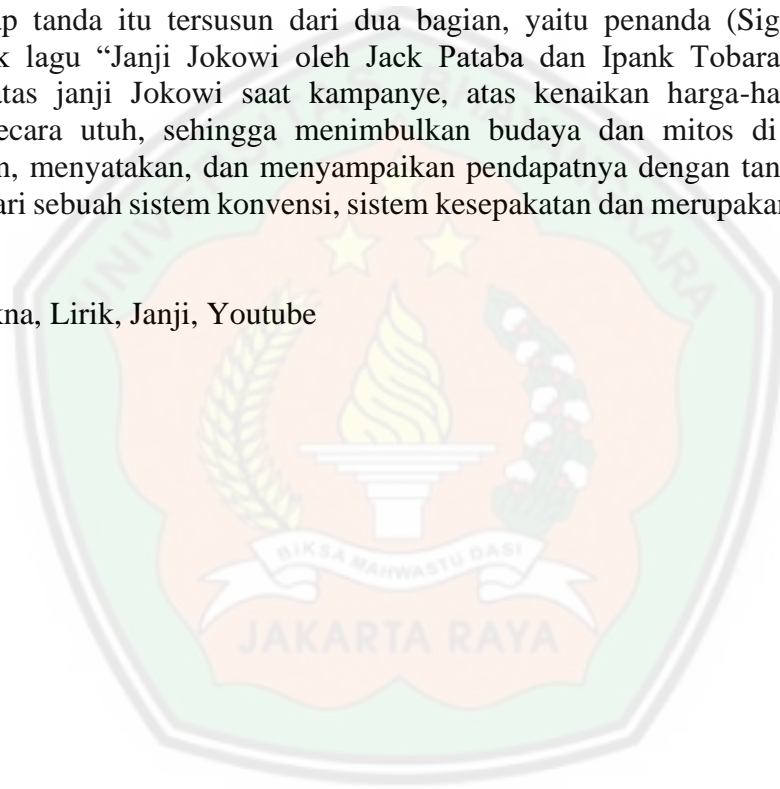 p tanda itu tersusun dari dua bagian, yaitu penanda (Sig
k lagu “Janji Jokowi oleh Jack Pataba dan Ipank Tobara
atas janji Jokowi saat kampanye, atas kenaikan harga-ha
ecara utuh, sehingga menimbulkan budaya dan mitos di
n, menyatakan, dan menyampaikan pendapatnya dengan tan
ari sebuah sistem konvensi, sistem kesepakatan dan merupakan
kna, Lirik, Janji, Youtube
BIKSA MAHWASTU DASI
JAKARTA RAYA